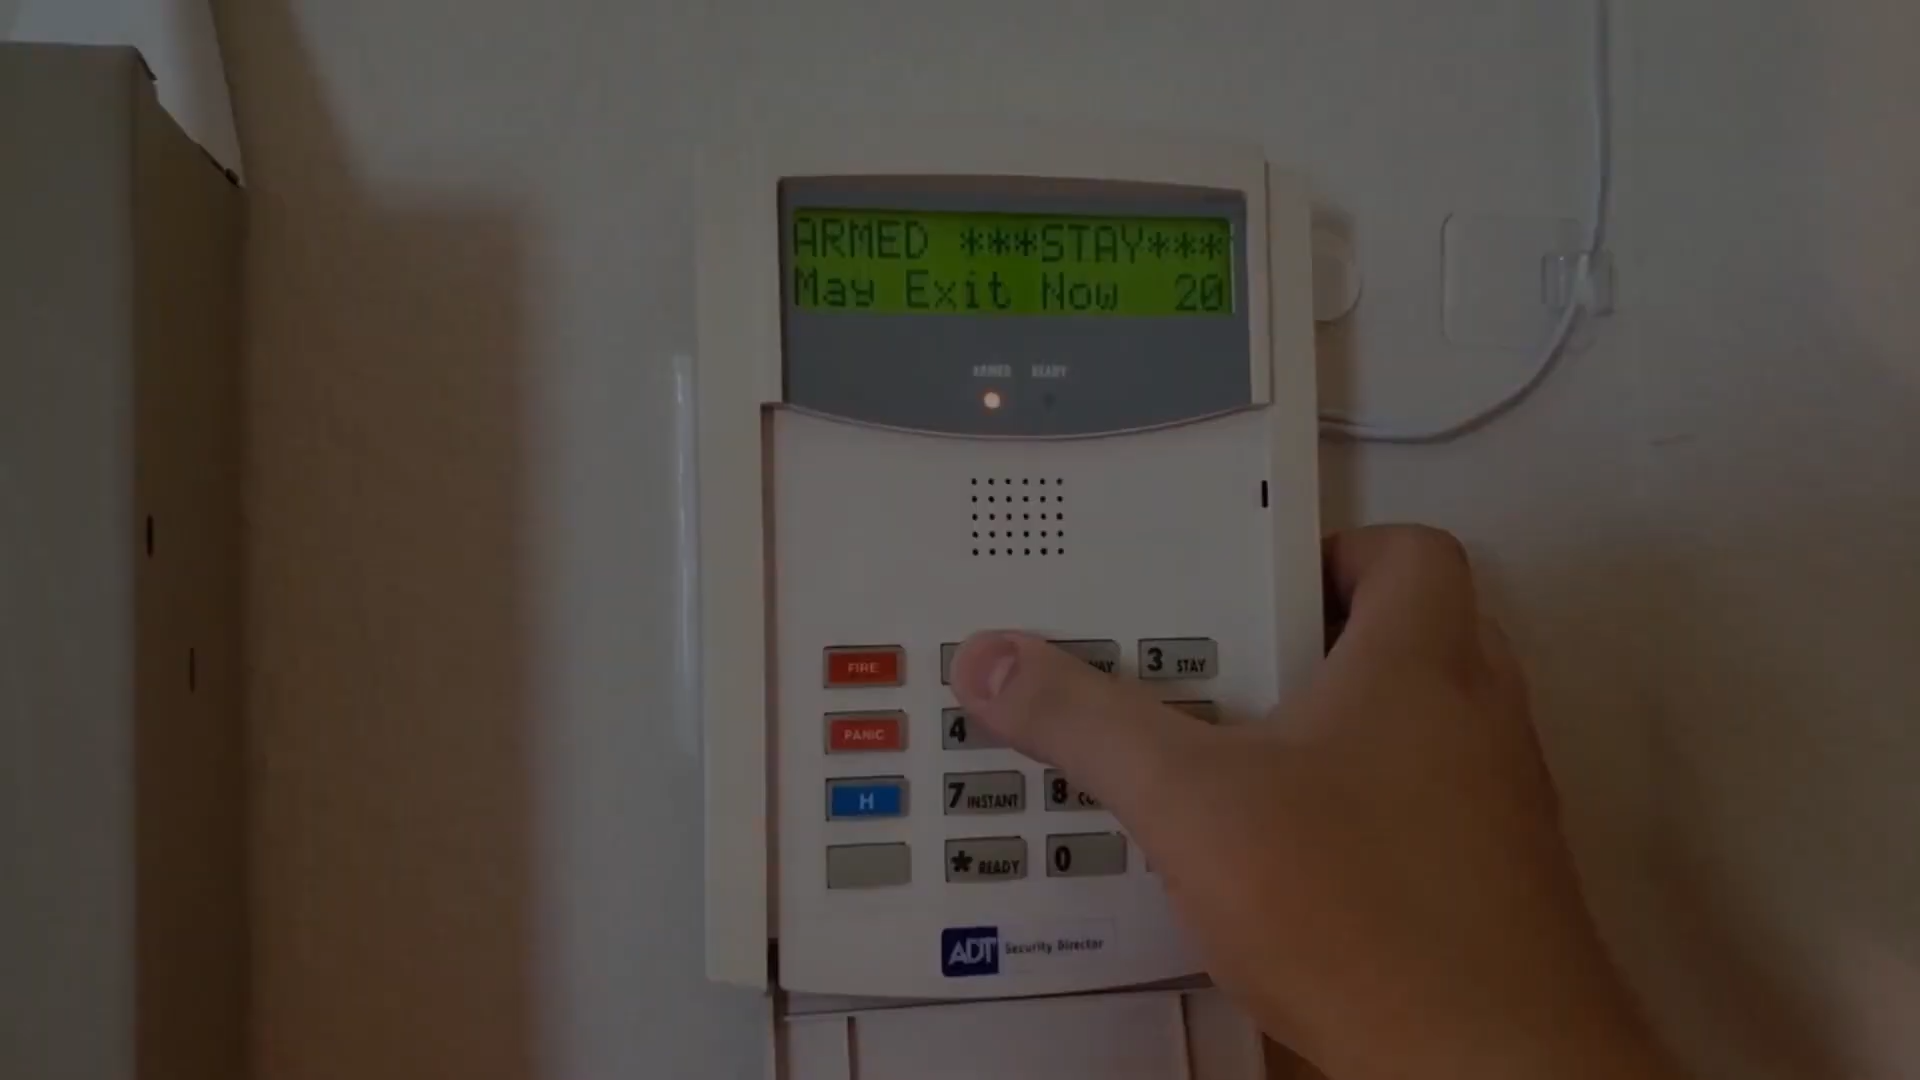 ARMED ***STAY***
May Exit Now 20
ARMED READY
FIRE
3 STAY
PANIC
4
H
7 INSTANT
8
* READY
0
ADT Security Director